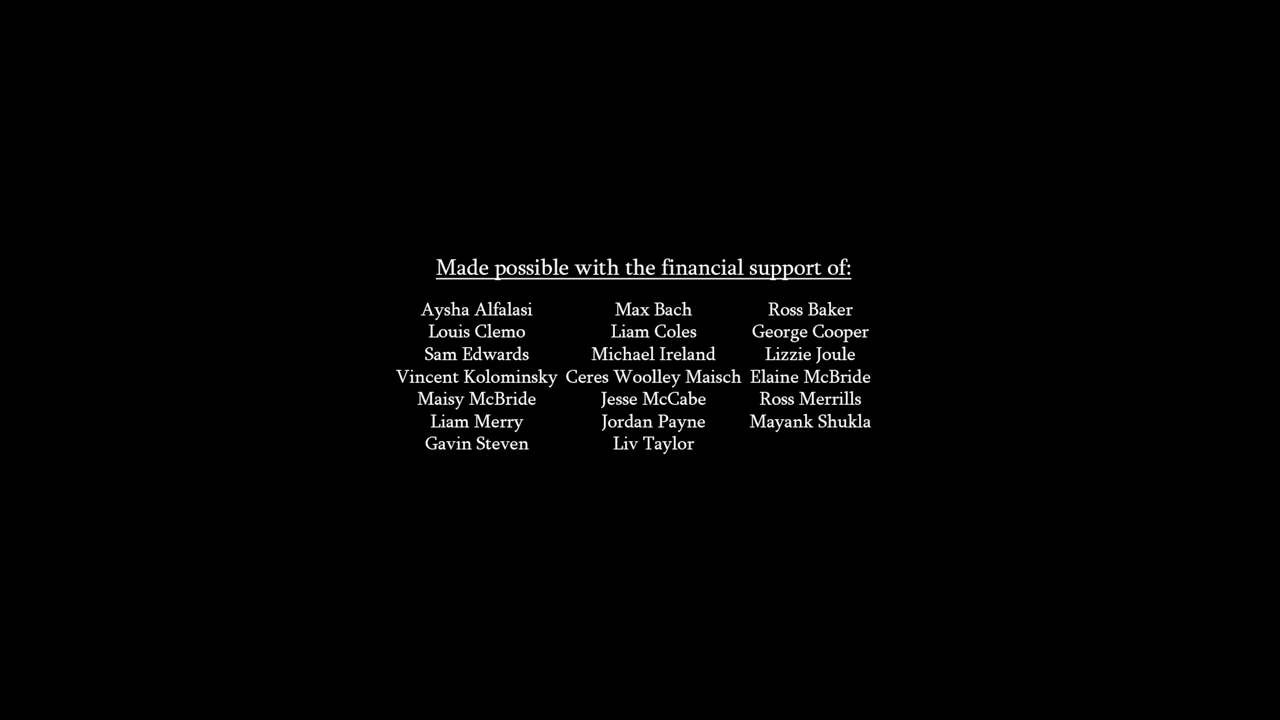 Made possible with the financial support of:
Aysha Alfalasi Max Bach Ross Baker
Louis Clemo Liam Coles George Cooper
Sam Edwards Michael Ireland Lizzie Joule
Vincent Kolominsky Ceres Woolley Maisch Elaine McBride
Maisy McBride Jesse McCabe Ross Merrills
Liam Merry Jordan Payne Mayank Shukla
Gavin Steven Liv Taylor